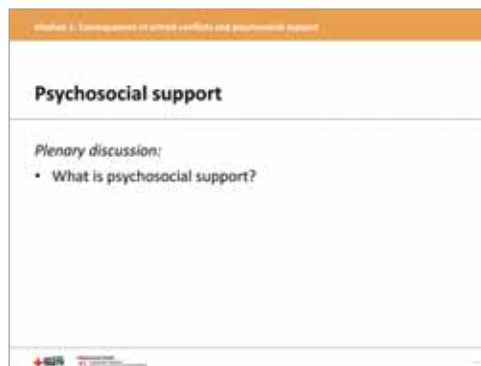 Module 1: Consequences of armed conflicts and psychosocial support
Psychosocial support
Plenary discussion:
• What is psychosocial support?